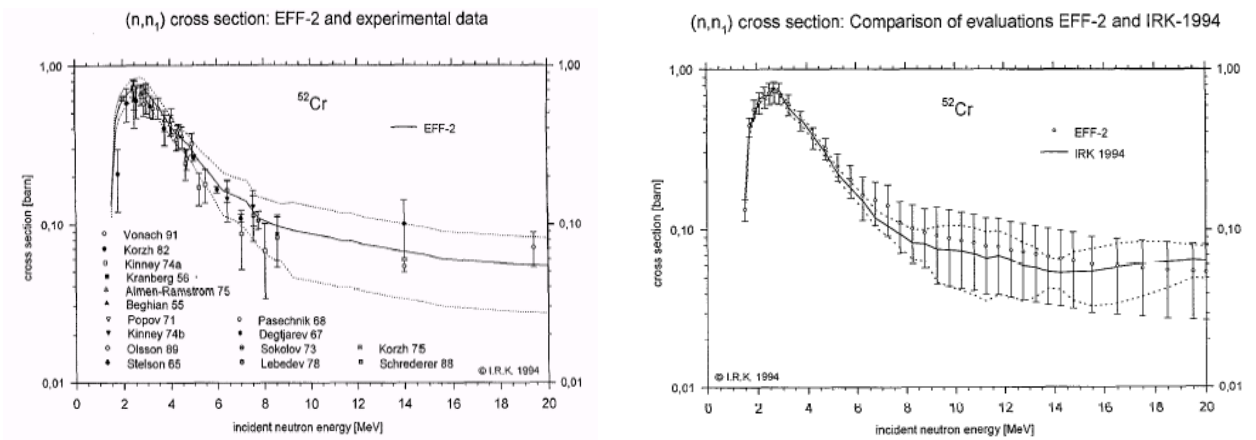 (n,n1) cross section: EFF-2 and experimental data
1,00
1,00
52Cr
EFF-2
cross section [barn]
0,10
0,10
Vonach 91
Korzh 82
Kinney 74a
Kranberg 56
Almen-Ramstrom 75
Beghian 55
Popov 71
Pasechnik 68
Kinney 74b
Degtjarev 67
Olsson 89
Sokolov 73
Korzh 75
Stelson 65
Lebedev 78
Schrederer 88
© I.R.K. 1994
0,01
0,01
0 2 4 6 8 10 12 14 16 18 20
incident neutron energy [MeV]
(n,n1) cross section: Comparison of evaluations EFF-2 and IRK-1994
1,00
1,00
52Cr
EFF-2
IRK 1994
cross section [barn]
0,10
0,10
© I.R.K. 1994
0,01
0,01
0 2 4 6 8 10 12 14 16 18 20
incident neutron energy [MeV]